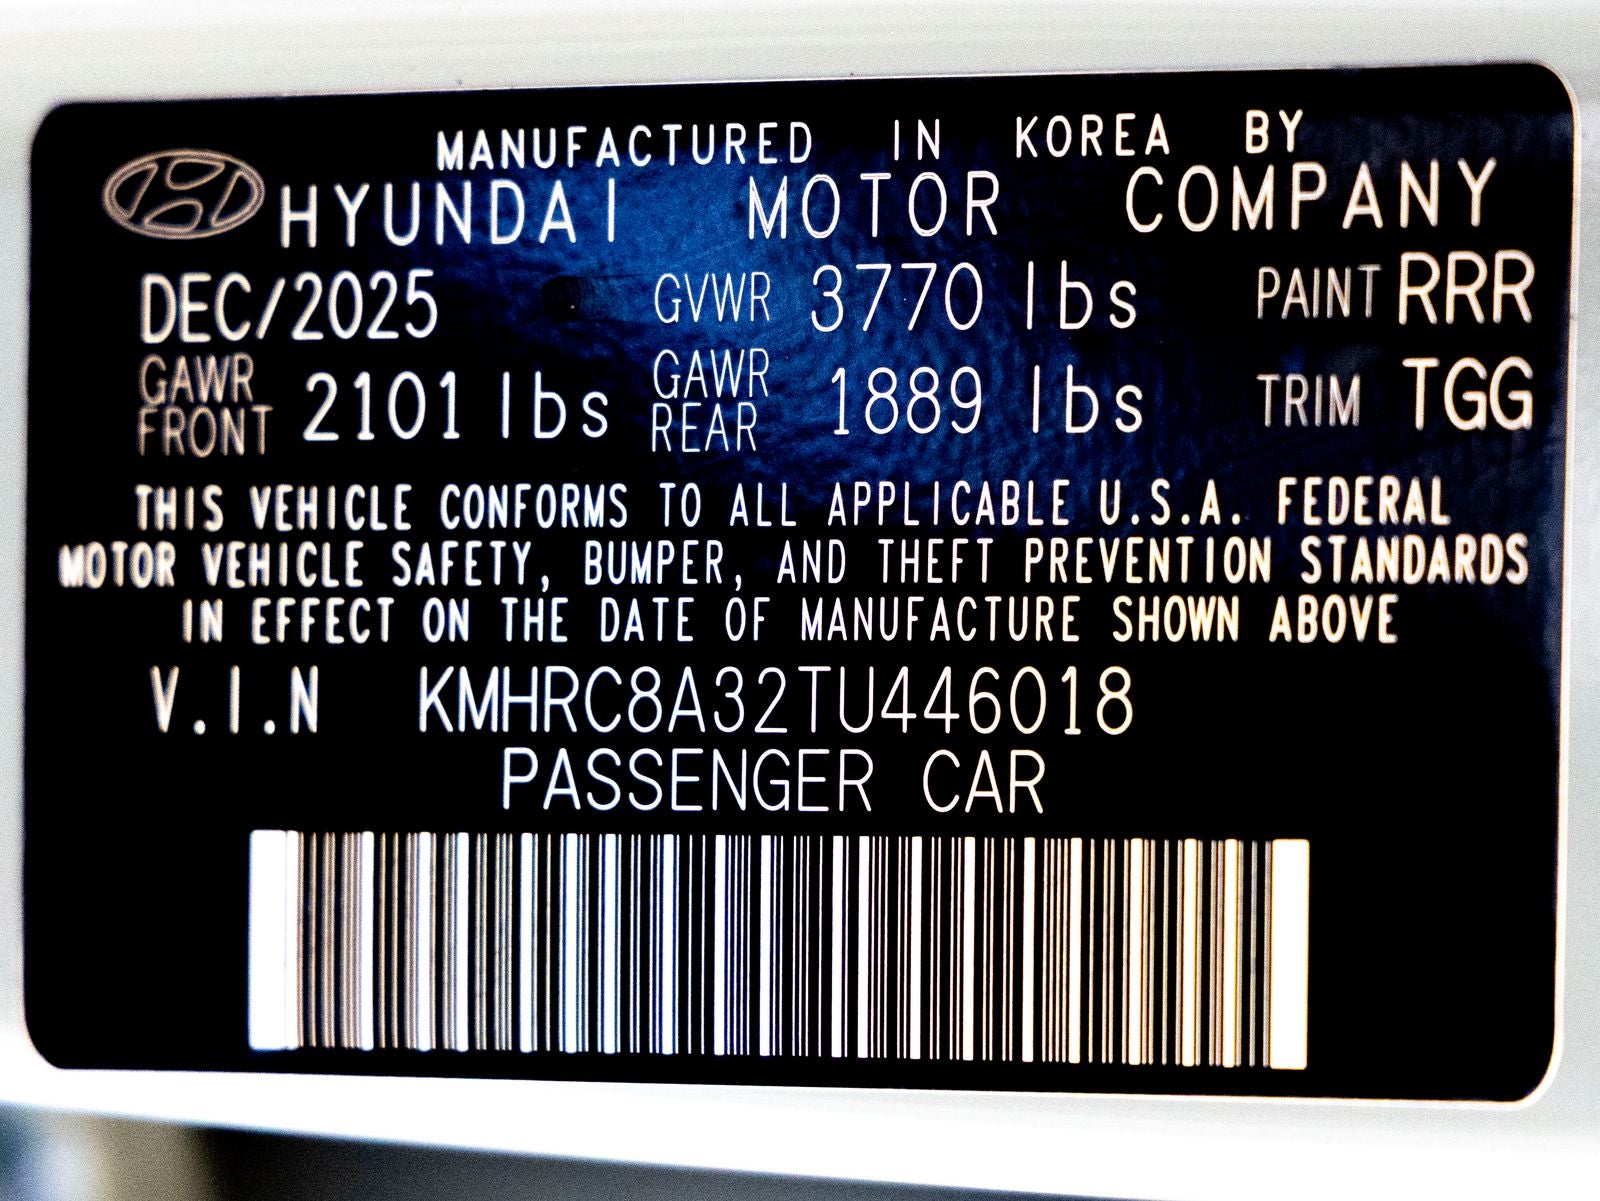 MANUFACTURED IN KOREA BY
HYUNDAI MOTOR COMPANY
DEC/2025 GVWR 3770 lbs PAINT RRR
GAWR FRONT 2101 lbs GAWR REAR 1889 lbs TRIM TGG
THIS VEHICLE CONFORMS TO ALL APPLICABLE U.S.A. FEDERAL
MOTOR VEHICLE SAFETY, BUMPER, AND THEFT PREVENTION STANDARDS
IN EFFECT ON THE DATE OF MANUFACTURE SHOWN ABOVE
V.I.N KMHRC8A32TU446018
PASSENGER CAR